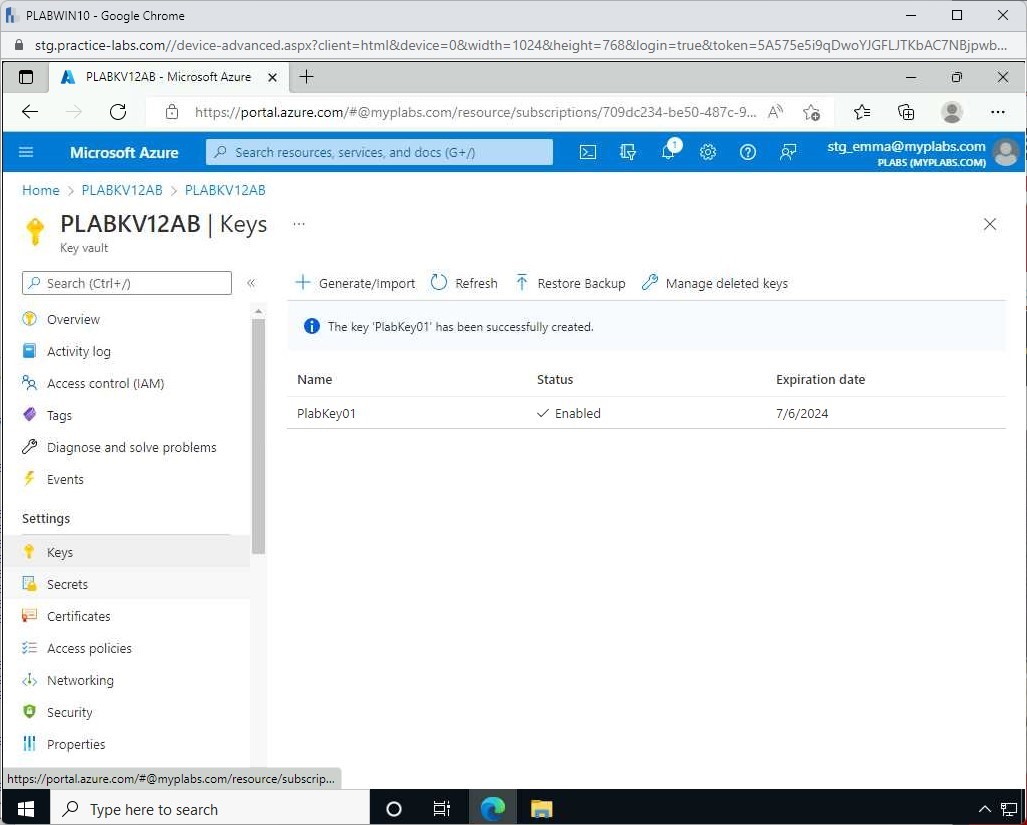 PLABWIN10 - Google Chrome
stg.practice-labs.com//device-advanced.aspx?client=html&device=0&width=1024&height=768&login=true&token=5A575e5i9qDwoYJGFLJTKbAC7NBjpwb...
PLABKV12AB - Microsoft Azure
https://portal.azure.com/#@myplabs.com/resource/subscriptions/709dc234-be50-487c-9...
Microsoft Azure
Search resources, services, and docs (G+/)
1
stg_emma@myplabs.com
PLABS (MYPLABS.COM)
Home > PLABKV12AB > PLABKV12AB
PLABKV12AB | Keys ...
Key vault
Search (Ctrl+/)
Generate/Import Refresh Restore Backup Manage deleted keys
The key 'PlabKey01' has been successfully created.
Name Status Expiration date
PlabKey01 Enabled 7/6/2024
Overview
Activity log
Access control (IAM)
Tags
Diagnose and solve problems
Events
Settings
Keys
Secrets
Certificates
Access policies
Networking
Security
Properties
https://portal.azure.com/#@myplabs.com/resource/subscrip...
Type here to search